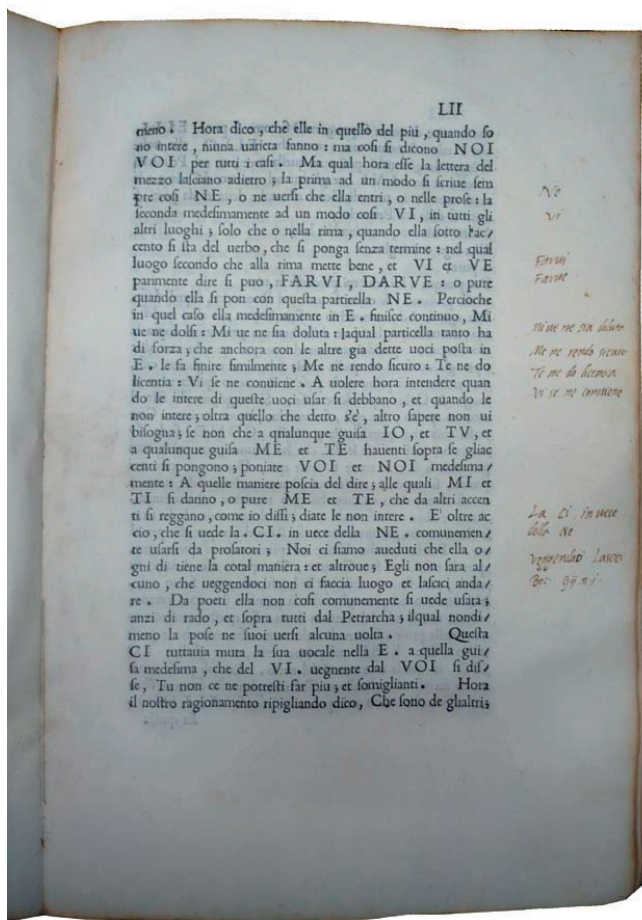 LII
meno. Hora dico, che elle in quello del piu, quando so
no intere, niuna uarieta fanno: ma cosi si dicono NOI
VOI per tutti i casi. Ma qual hora esse la lettera del
mezzo lasciano adietro; la prima ad un modo si scriue sem
pre cosi NE, o ne uersi che ella entri, o nelle prose: la
seconda medesimamente ad un modo cosi VI, in tutti gli
altri luoghi; solo che o nella rima, quando ella sotto l'ac/
cento si sta del uerbo, che si ponga senza termine: nel qual
luogo secondo che alla rima mette bene, et VI et VE
parimente dire si puo, FARVI, DARVE: o pure
quando ella si pon con questa particella NE. Percioche
in quel caso ella medesimamente in E. finisce continuo, Mi
ue ne dolsi: Mi ue ne sia doluta: laqual particella tanto ha
di forza; che anchora con le altre gia dette uoci posta in
E. le fa finire similmente; Me ne rendo sicuro: Te ne do
licentia: Vi se ne conuiene. A uolere hora intendere quan
do le intere di queste uoci usar si debbano, et quando le
non intere; oltra quello che detto s'è, altro sapere non ui
bisogna; se non che a qualunque guisa IO, et TV, et
a qualunque guisa ME et TE hauenti sopra se gliac
centi si pongono; poniate VOI et NOI medesima/
mente: A quelle maniere poscia del dire; alle quali MI et
TI si danno, o pure ME et TE, che da altri accen
ti si reggano, come io dissi; diate le non intere. E' oltre ac
cio, che si uede la. CI. in uece della NE. comunemen/
te usarsi da prosatori; Noi ci siamo aueduti che ella o/
gni di tiene la cotal maniera: et altroue; Egli non sara al/
cuno, che ueggendoci non ci faccia luogo et lascici anda/
re. Da poeti ella non cosi comunemente si uede usata;
anzi di rado, et sopra tutti dal Petrarcha; ilqual nondi/
meno la pose ne suoi uersi alcuna uolta. Questa
CI tuttauia muta la sua uocale nella E. a quella gui/
sa medesima, che del VI. uegnente dal VOI si dis/
se, Tu non ce ne potresti far piu; et somiglianti. Hora
il nostro ragionamento ripigliando dico, Che sono de glialtri;
Ne
Vi
Farui
Farue
Mi ue ne sia doluto
Me ne rendo sicuro
Te ne do licentia
Vi se ne conuiene
La Ci in uece
della Ne